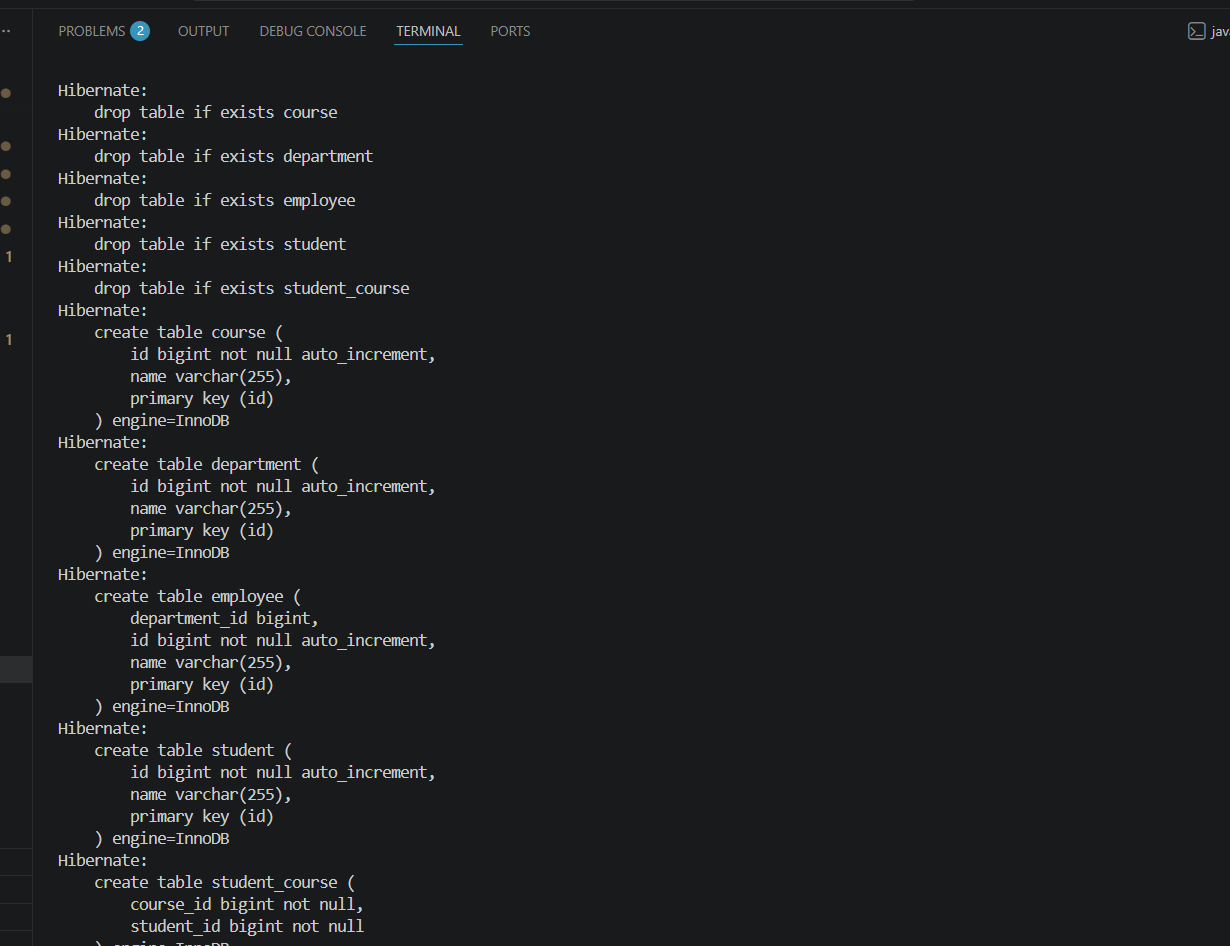 PROBLEMS 2 OUTPUT DEBUG CONSOLE TERMINAL PORTS
Hibernate:
    drop table if exists course
Hibernate:
    drop table if exists department
Hibernate:
    drop table if exists employee
1
Hibernate:
    drop table if exists student
Hibernate:
    drop table if exists student_course
Hibernate:
1
    create table course (
        id bigint not null auto_increment,
        name varchar(255),
        primary key (id)
    ) engine=InnoDB
Hibernate:
    create table department (
        id bigint not null auto_increment,
        name varchar(255),
        primary key (id)
    ) engine=InnoDB
Hibernate:
    create table employee (
        department_id bigint,
        id bigint not null auto_increment,
        name varchar(255),
        primary key (id)
    ) engine=InnoDB
Hibernate:
    create table student (
        id bigint not null auto_increment,
        name varchar(255),
        primary key (id)
    ) engine=InnoDB
Hibernate:
    create table student_course (
        course_id bigint not null,
        student_id bigint not null
    ) engine=InnoDB